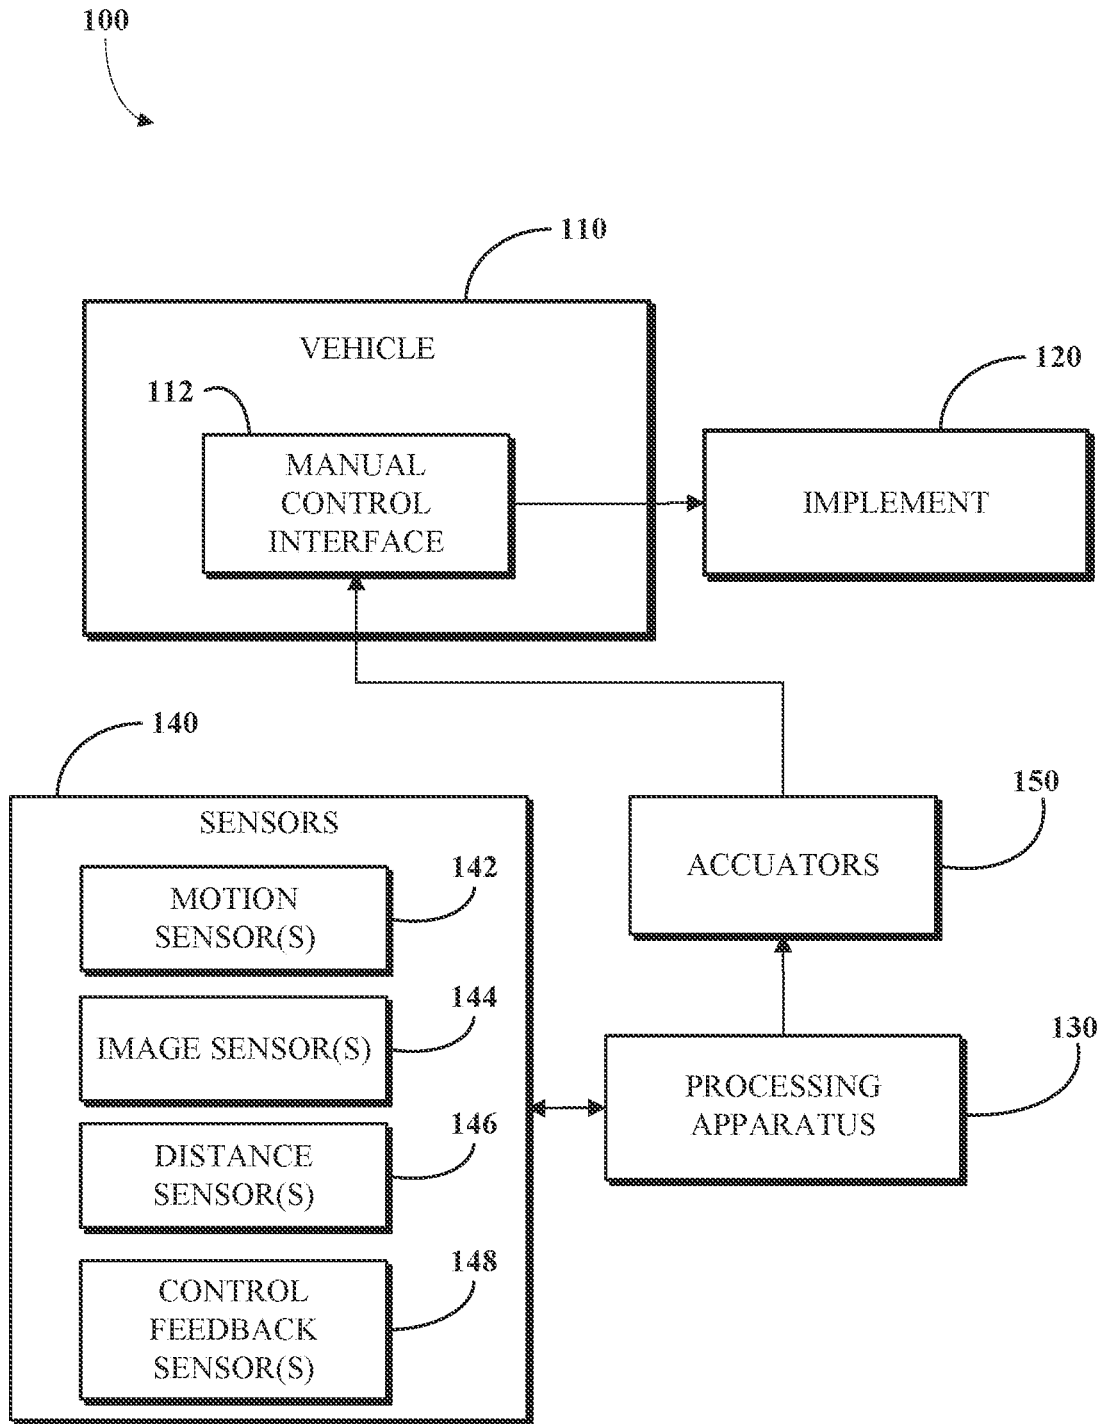 100
110
VEHICLE
120
112
MANUAL
CONTROL
INTERFACE
IMPLEMENT
140
150
SENSORS
ACCUATORS
142
MOTION
SENSOR(S)
144
IMAGE SENSOR(S)
130
PROCESSING
APPARATUS
146
DISTANCE
SENSOR(S)
148
CONTROL
FEEDBACK
SENSOR(S)